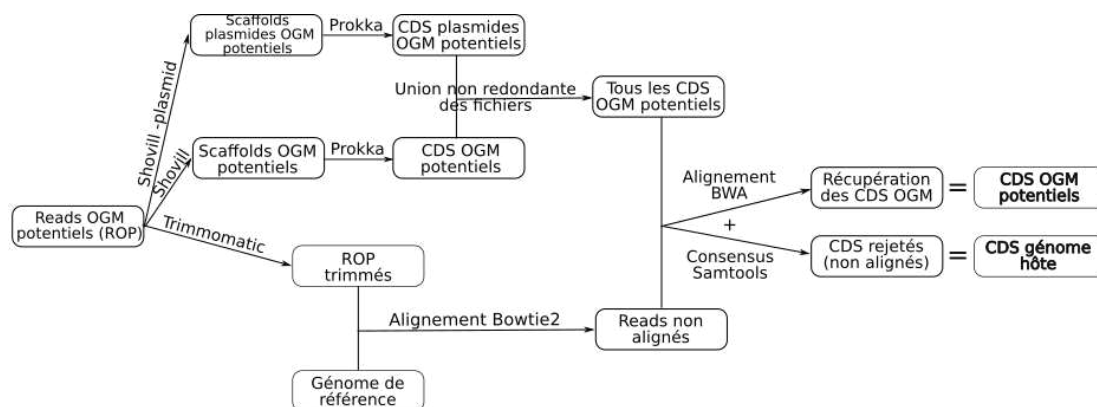 Scaffolds
plasmides OGM
potentiels
Prokka
CDS plasmides
OGM potentiels
Shovill -plasmid
Union non redondante
des fichiers
Tous les CDS
OGM potentiels
Shovill
Scaffolds OGM
potentiels
Prokka
CDS OGM
potentiels
Reads OGM
potentiels (ROP)
Trimmomatic
Alignement
BWA
+
Consensus
Samtools
Récupération
des CDS OGM
=
CDS OGM
potentiels
CDS rejetés
(non alignés)
=
CDS génome
hôte
ROP
trimmés
Alignement Bowtie2
Reads non
alignés
Génome de
référence